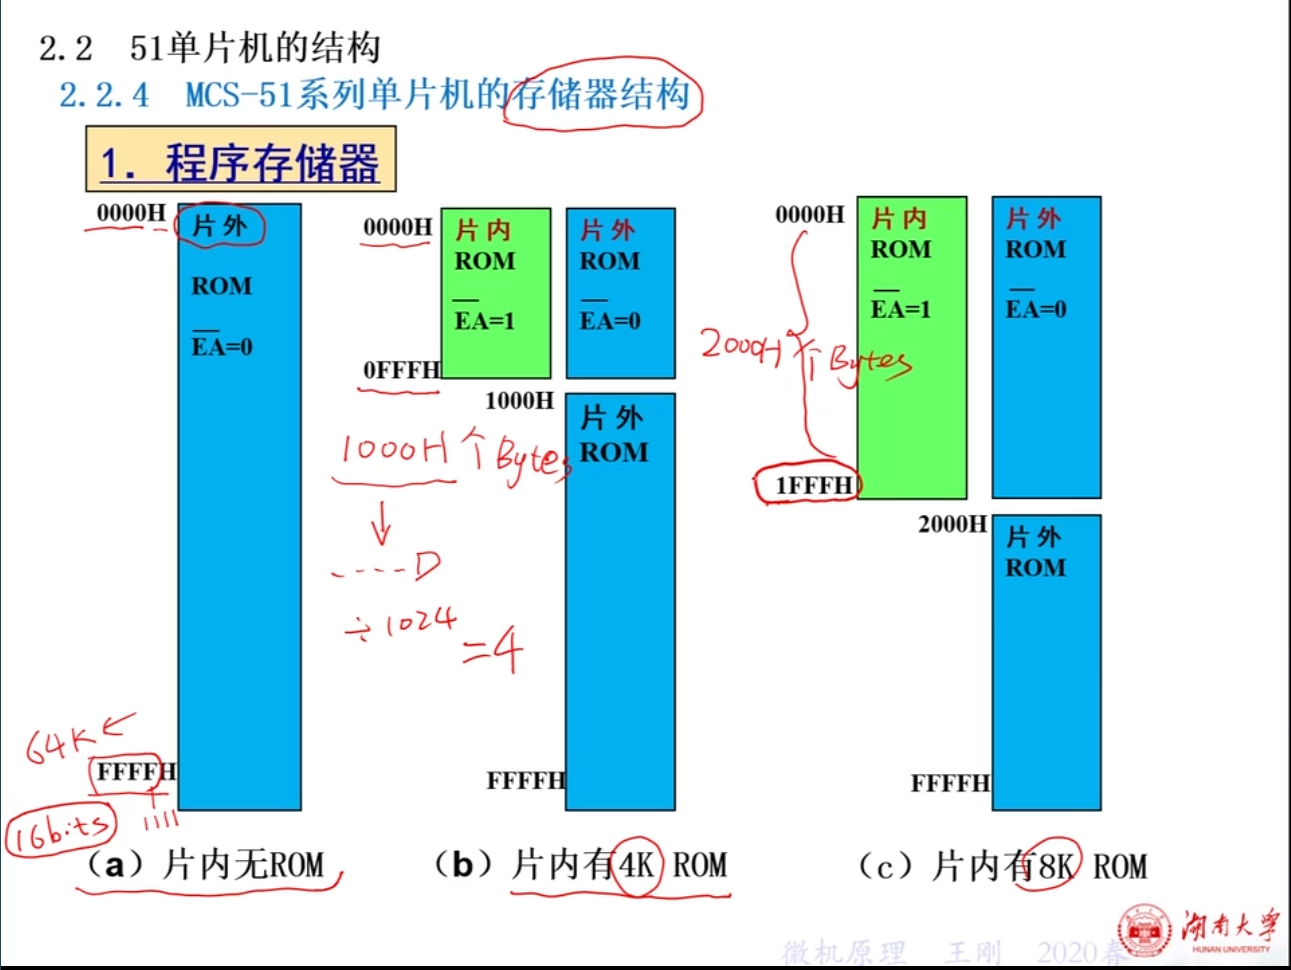 2.2 51单片机的结构
2.2.4 MCS-51系列单片机的存储器结构
1. 程序存储器
0000H
片外
ROM
EA=0
64K
FFFFH
16bits
1111
(a) 片内无ROM
0000H
片内
ROM
EA=1
0FFFH
片外
ROM
EA=0
1000H
片外
ROM
1000H个Bytes
----D
÷1024
=4
FFFFH
(b) 片内有4K ROM
0000H
片内
ROM
EA=1
2000H个Bytes
1FFFH
片外
ROM
EA=0
2000H
片外
ROM
FFFFH
(c) 片内有8K ROM
湖南大学
HUNAN UNIVERSITY
微机原理 王刚 2020春